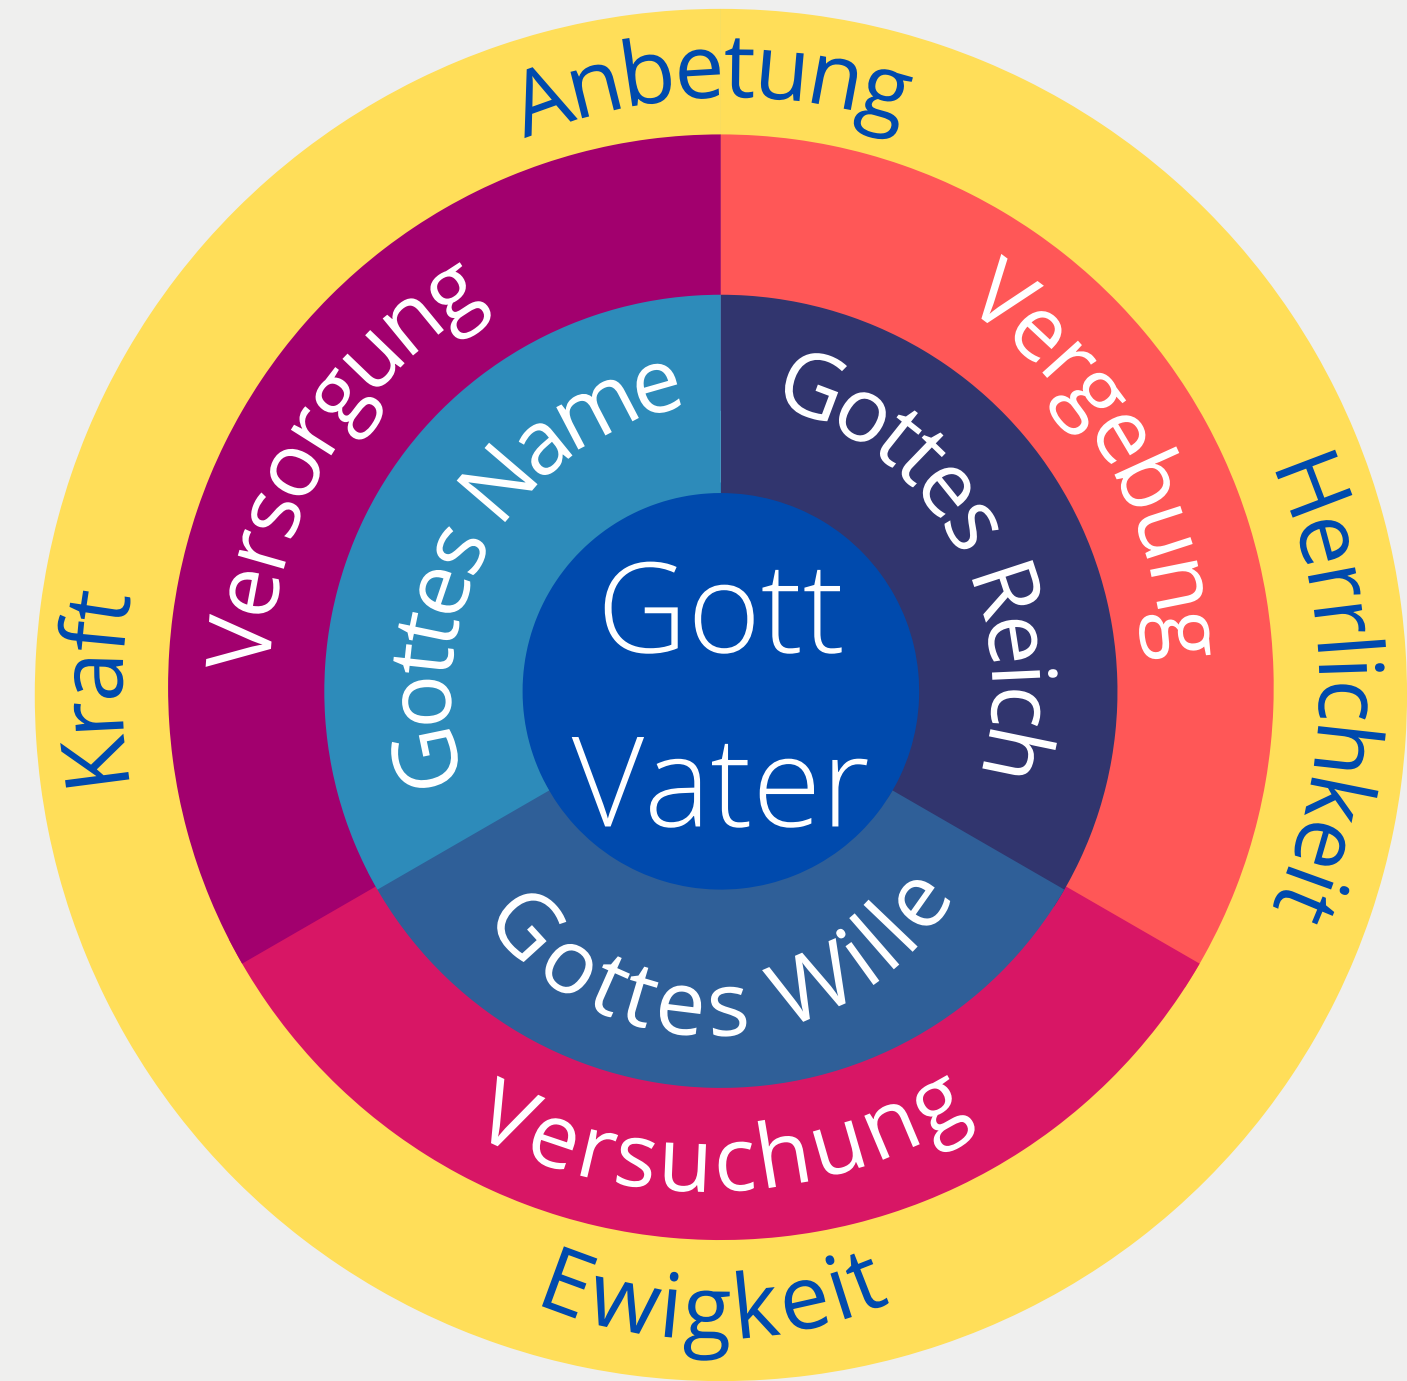 Anbetung
Kraft
Herrlichkeit
Ewigkeit
Versorgung
Vergebung
Versuchung
Gottes Name
Gottes Reich
Gottes Wille
Gott
Vater